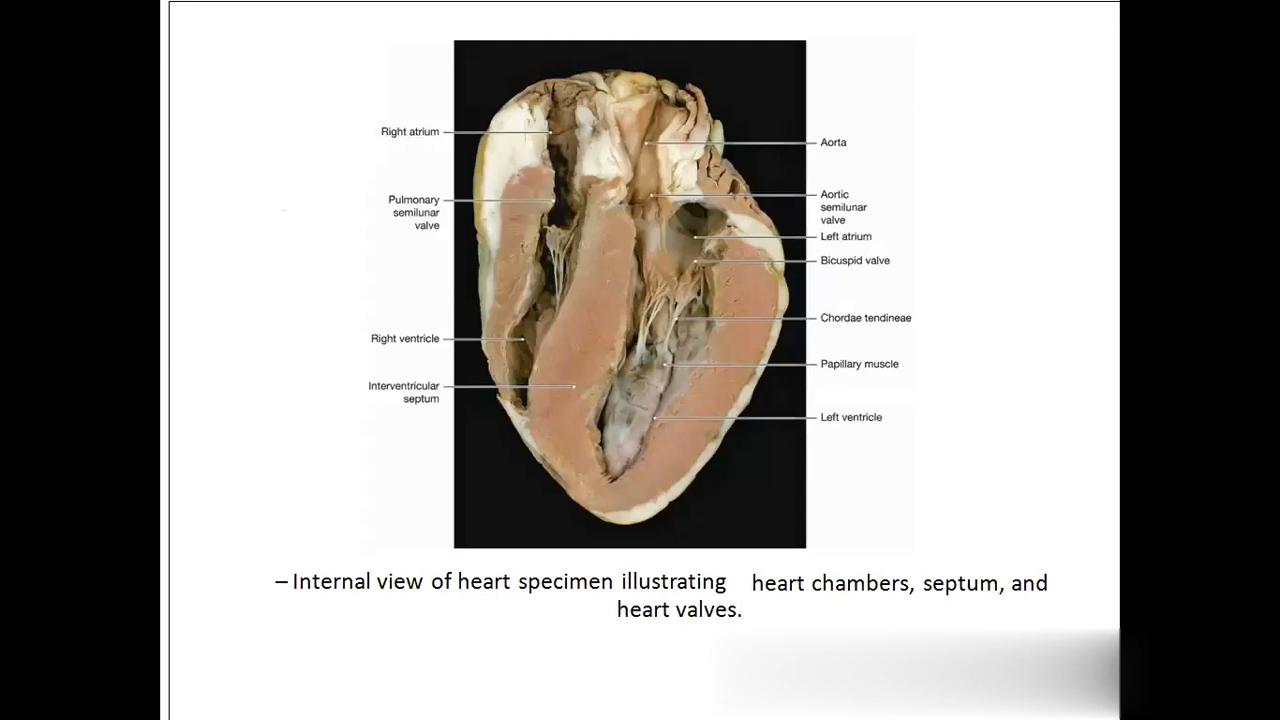 Right atrium
Pulmonary
semilunar
valve
Right ventricle
Interventricular
septum
Aorta
Aortic
semilunar
valve
Left atrium
Bicuspid valve
Chordae tendineae
Papillary muscle
Left ventricle
– Internal view of heart specimen illustrating heart chambers, septum, and
heart valves.